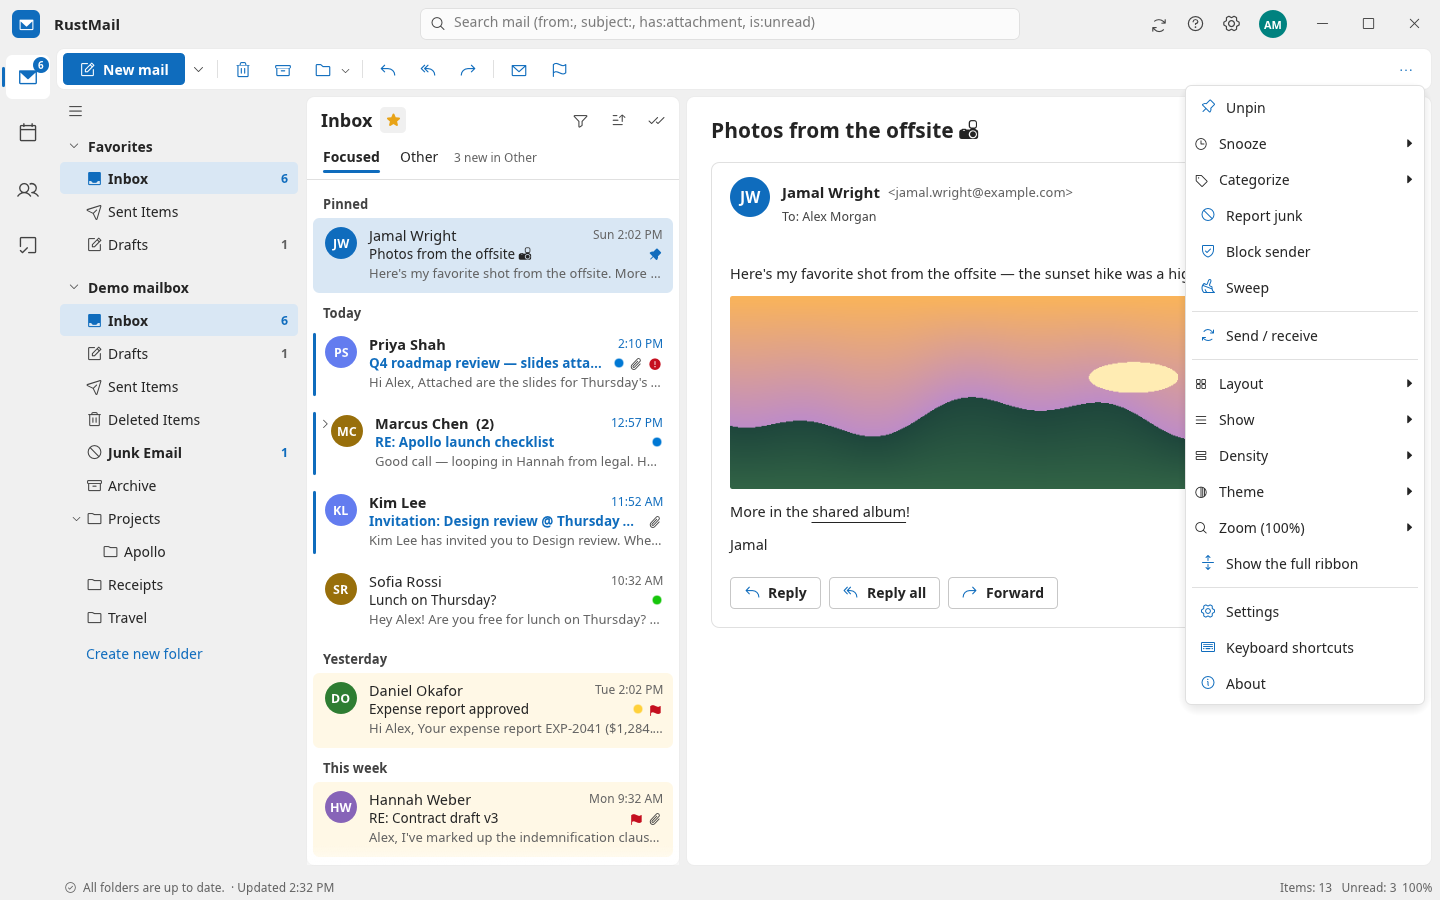 RustMail
Search mail (from:, subject:, has:attachment, is:unread)
AM
6
New mail
Favorites
Inbox 6
Sent Items
Drafts 1
Demo mailbox
Inbox 6
Drafts 1
Sent Items
Deleted Items
Junk Email 1
Archive
Projects
Apollo
Receipts
Travel
Create new folder
Inbox
Focused Other 3 new in Other
Pinned
JW
Jamal Wright Sun 2:02 PM
Photos from the offsite
Here's my favorite shot from the offsite. More ...
Today
PS
Priya Shah 2:10 PM
Q4 roadmap review — slides atta...
Hi Alex, Attached are the slides for Thursday's ...
MC
Marcus Chen (2) 12:57 PM
RE: Apollo launch checklist
Good call — looping in Hannah from legal. H...
KL
Kim Lee 11:52 AM
Invitation: Design review @ Thursday ...
Kim Lee has invited you to Design review. Whe...
SR
Sofia Rossi 10:32 AM
Lunch on Thursday?
Hey Alex! Are you free for lunch on Thursday? ...
Yesterday
DO
Daniel Okafor Tue 2:02 PM
Expense report approved
Hi Alex, Your expense report EXP-2041 ($1,284....
This week
HW
Hannah Weber Mon 9:32 AM
RE: Contract draft v3
Alex, I've marked up the indemnification claus...
Photos from the offsite
JW
Jamal Wright <jamal.wright@example.com>
To: Alex Morgan
Here's my favorite shot from the offsite — the sunset hike was a hig
More in the shared album!
Jamal
Reply Reply all Forward
Unpin
Snooze
Categorize
Report junk
Block sender
Sweep
Send / receive
Layout
Show
Density
Theme
Zoom (100%)
Show the full ribbon
Settings
Keyboard shortcuts
About
All folders are up to date. · Updated 2:32 PM
Items: 13 Unread: 3 100%